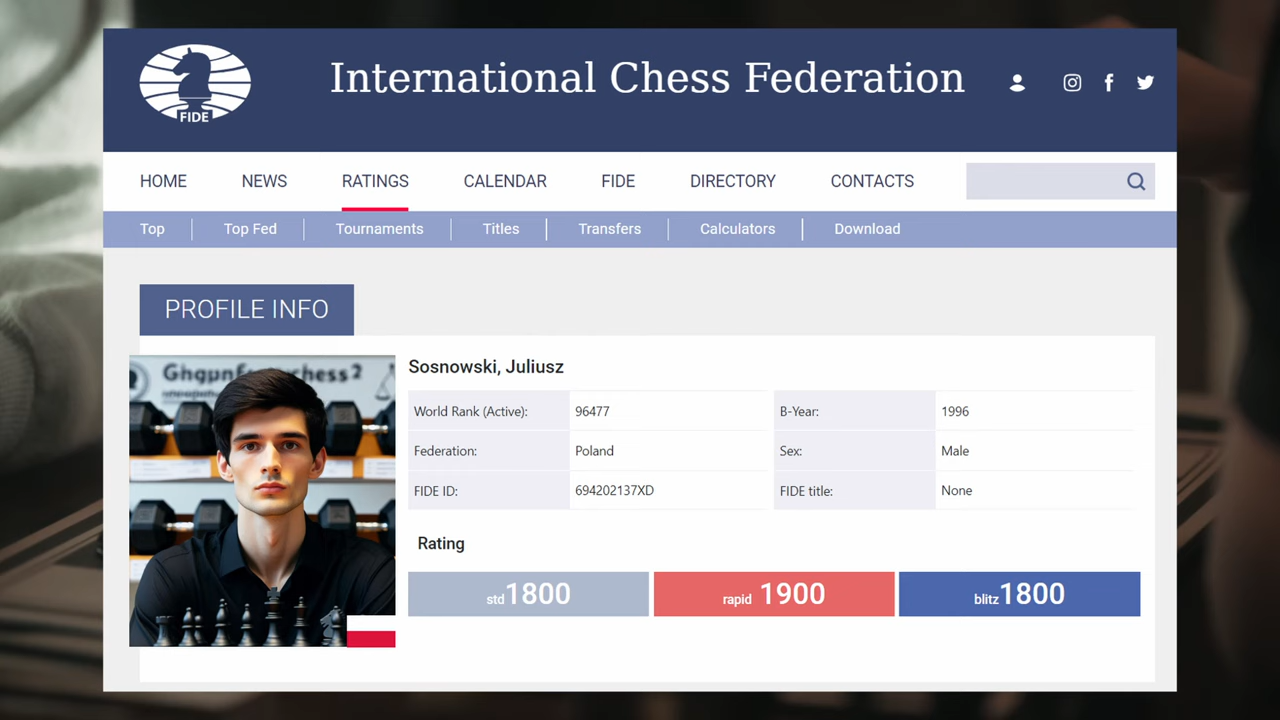 International Chess Federation
FIDE
HOME NEWS RATINGS CALENDAR FIDE DIRECTORY CONTACTS
Top Top Fed Tournaments Titles Transfers Calculators Download
PROFILE INFO
Sosnowski, Juliusz
World Rank (Active): 96477 B-Year: 1996
Federation: Poland Sex: Male
FIDE ID: 694202137XD FIDE title: None
Rating
std 1800 rapid 1900 blitz 1800